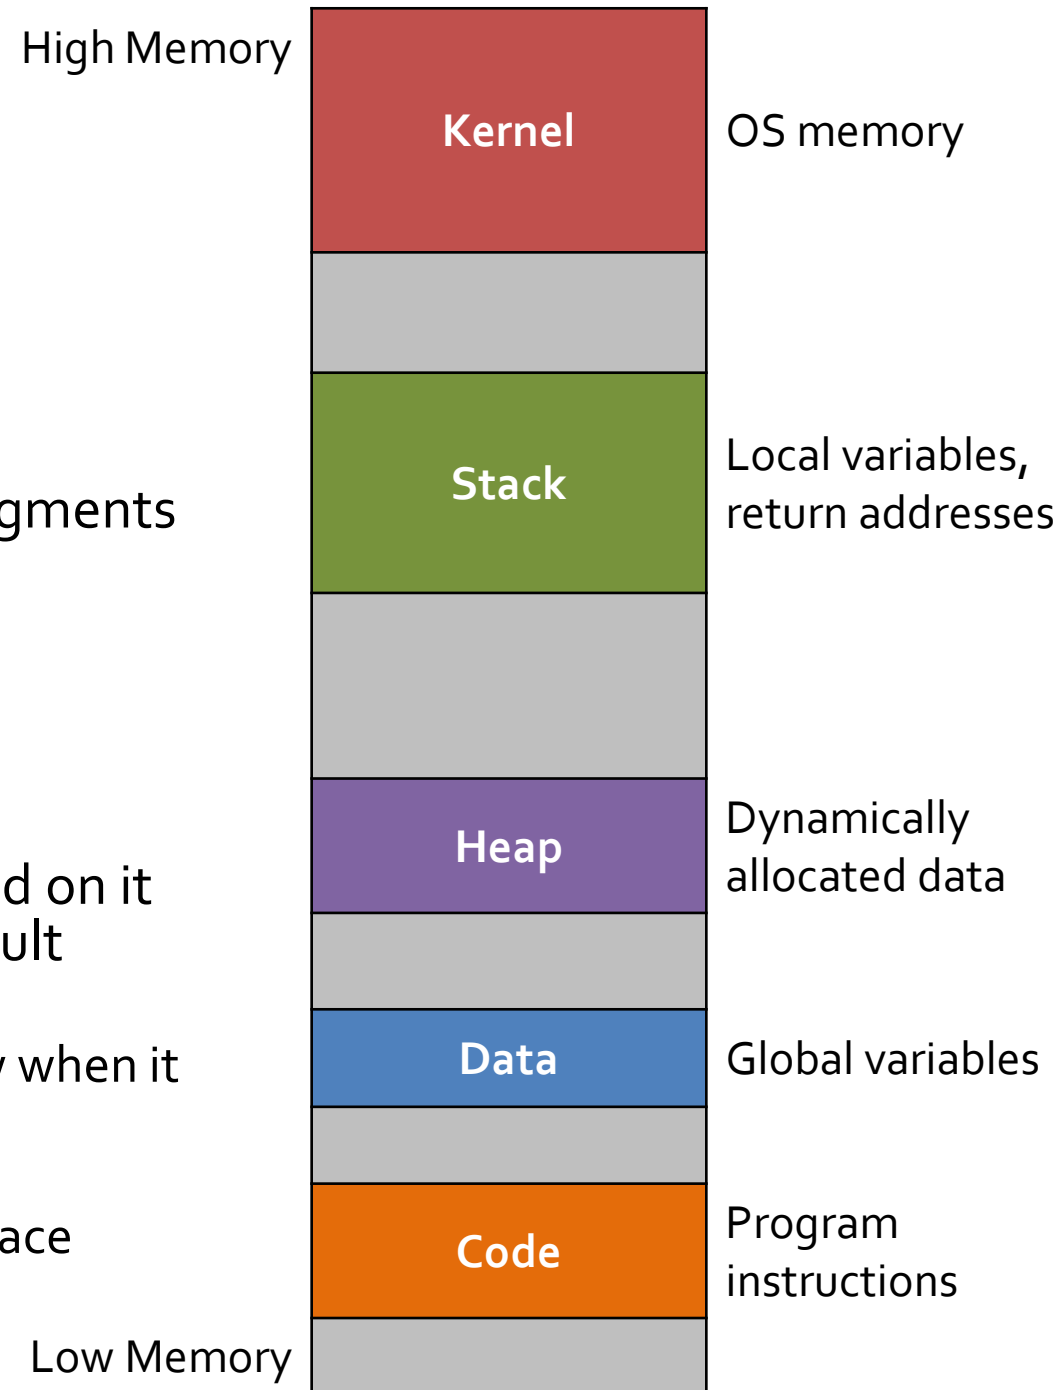 High Memory
Kernel
OS memory
Stack
Local variables,
return addresses
gments
Heap
Dynamically
allocated data
d on it
ult
Data
Global variables
when it
ace
Code
Program
instructions
Low Memory